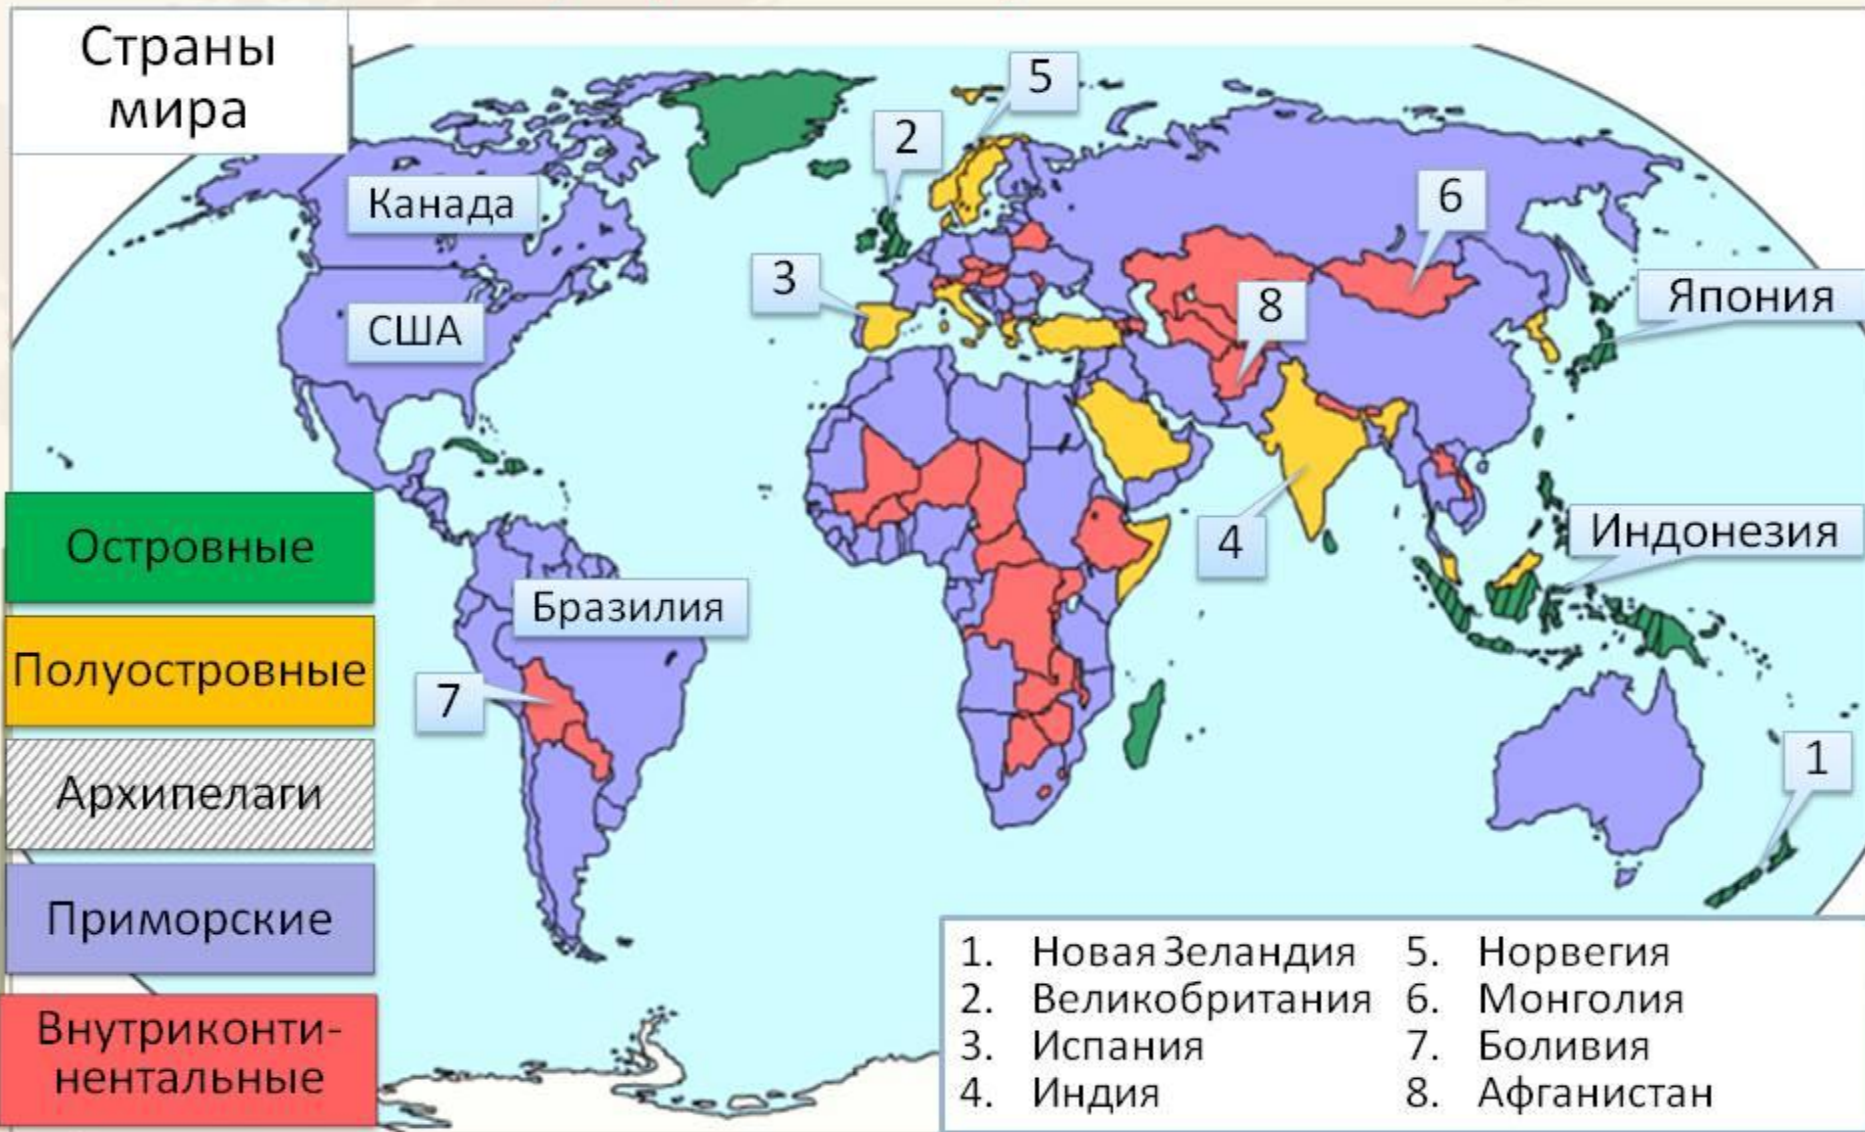 Страны
мира
5
2
Канада
6
3
Япония
8
США
4
Островные
Индонезия
Бразилия
Полуостровные
7
1
Архипелаги
Приморские
Внутриконти-
нентальные
1. Новая Зеландия
2. Великобритания
3. Испания
4. Индия
5. Норвегия
6. Монголия
7. Боливия
8. Афганистан